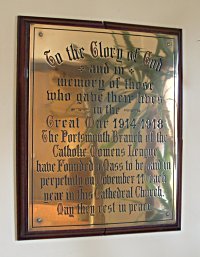 To the Glory of God
and in
memory of those
who gave their lives
in the
Great War 1914-1918
The Portsmouth Branch of the
Catholic Womens League
have Founded a Mass to be said in
perpetuity on November 11 each
year in this Cathedral Church.
May they rest in peace